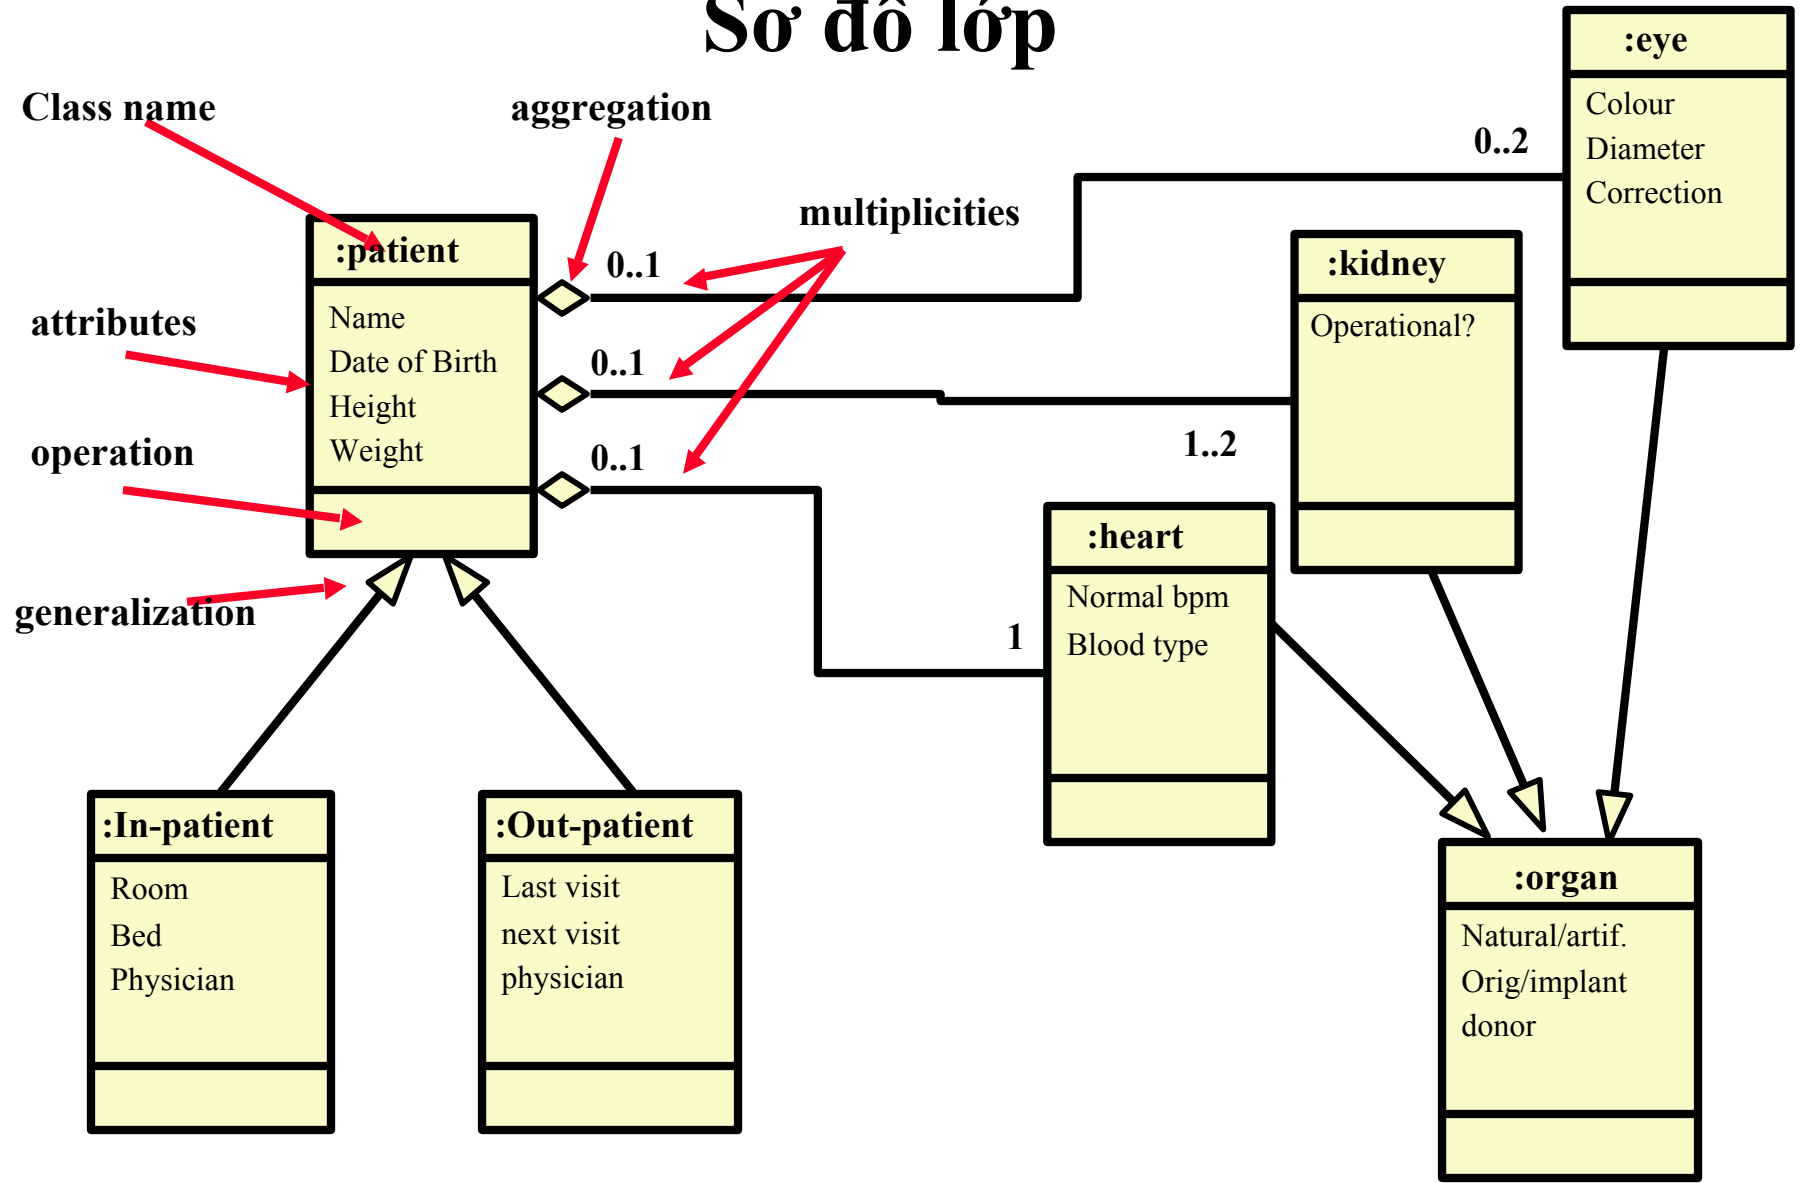 Sơ đồ lớp
Class name
aggregation
multiplicities
attributes
operation
generalization
:patient
Name
Date of Birth
Height
Weight
0..1
0..1
0..1
0..2
1..2
1
:eye
Colour
Diameter
Correction
:kidney
Operational?
:heart
Normal bpm
Blood type
:In-patient
Room
Bed
Physician
:Out-patient
Last visit
next visit
physician
:organ
Natural/artif.
Orig/implant
donor